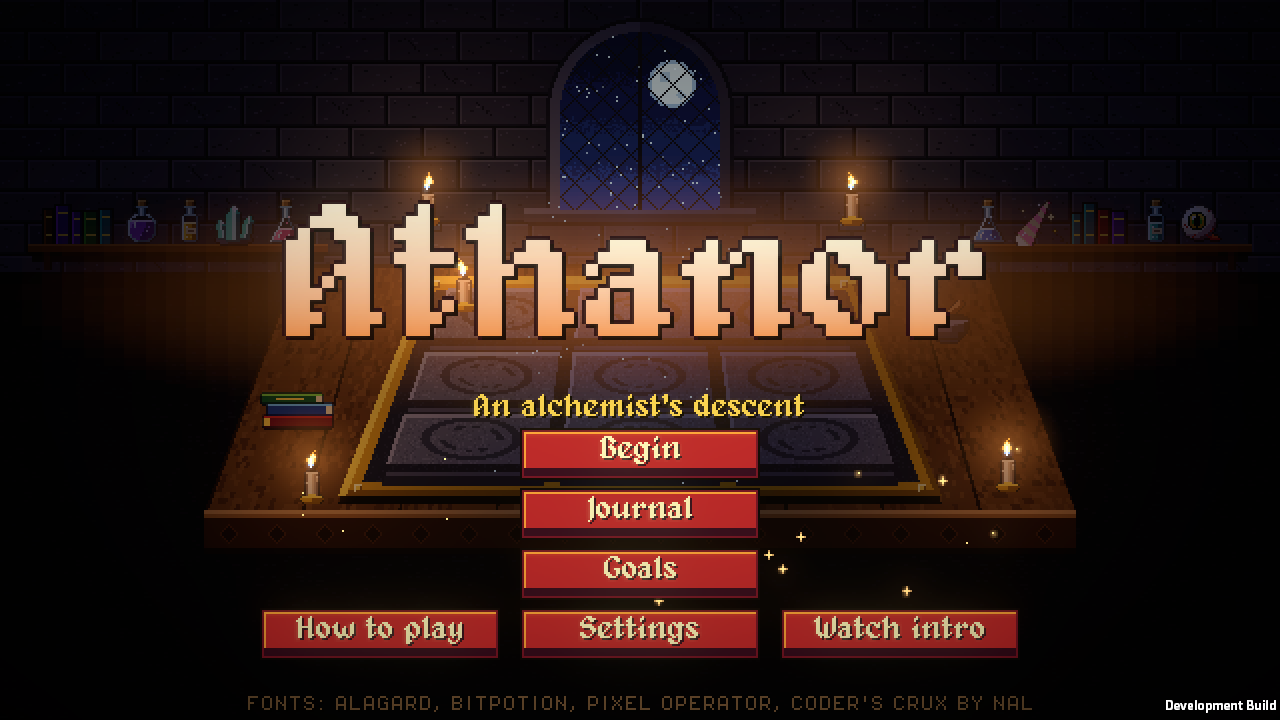 Athanor
An alchemist's descent
Begin
Journal
Goals
How to play
Settings
Watch intro
FONTS: ALAGARD, BITPOTION, PIXEL OPERATOR, CODER'S CRUX BY NAL
Development Build